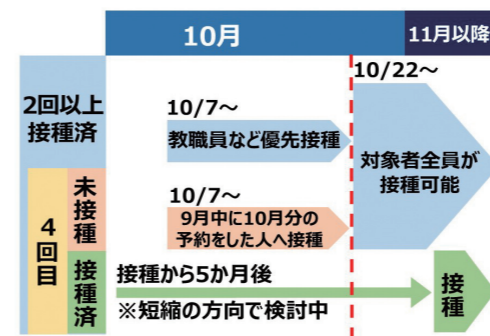 10月
11月以降
10/22~
2回以上
接種済
10/7~
教職員など優先接種
対象者全員が
接種可能
4回目
未接種
10/7~
9月中に10月分の
予約をした人へ接種
接種済
接種から5か月後
※短縮の方向で検討中
接種